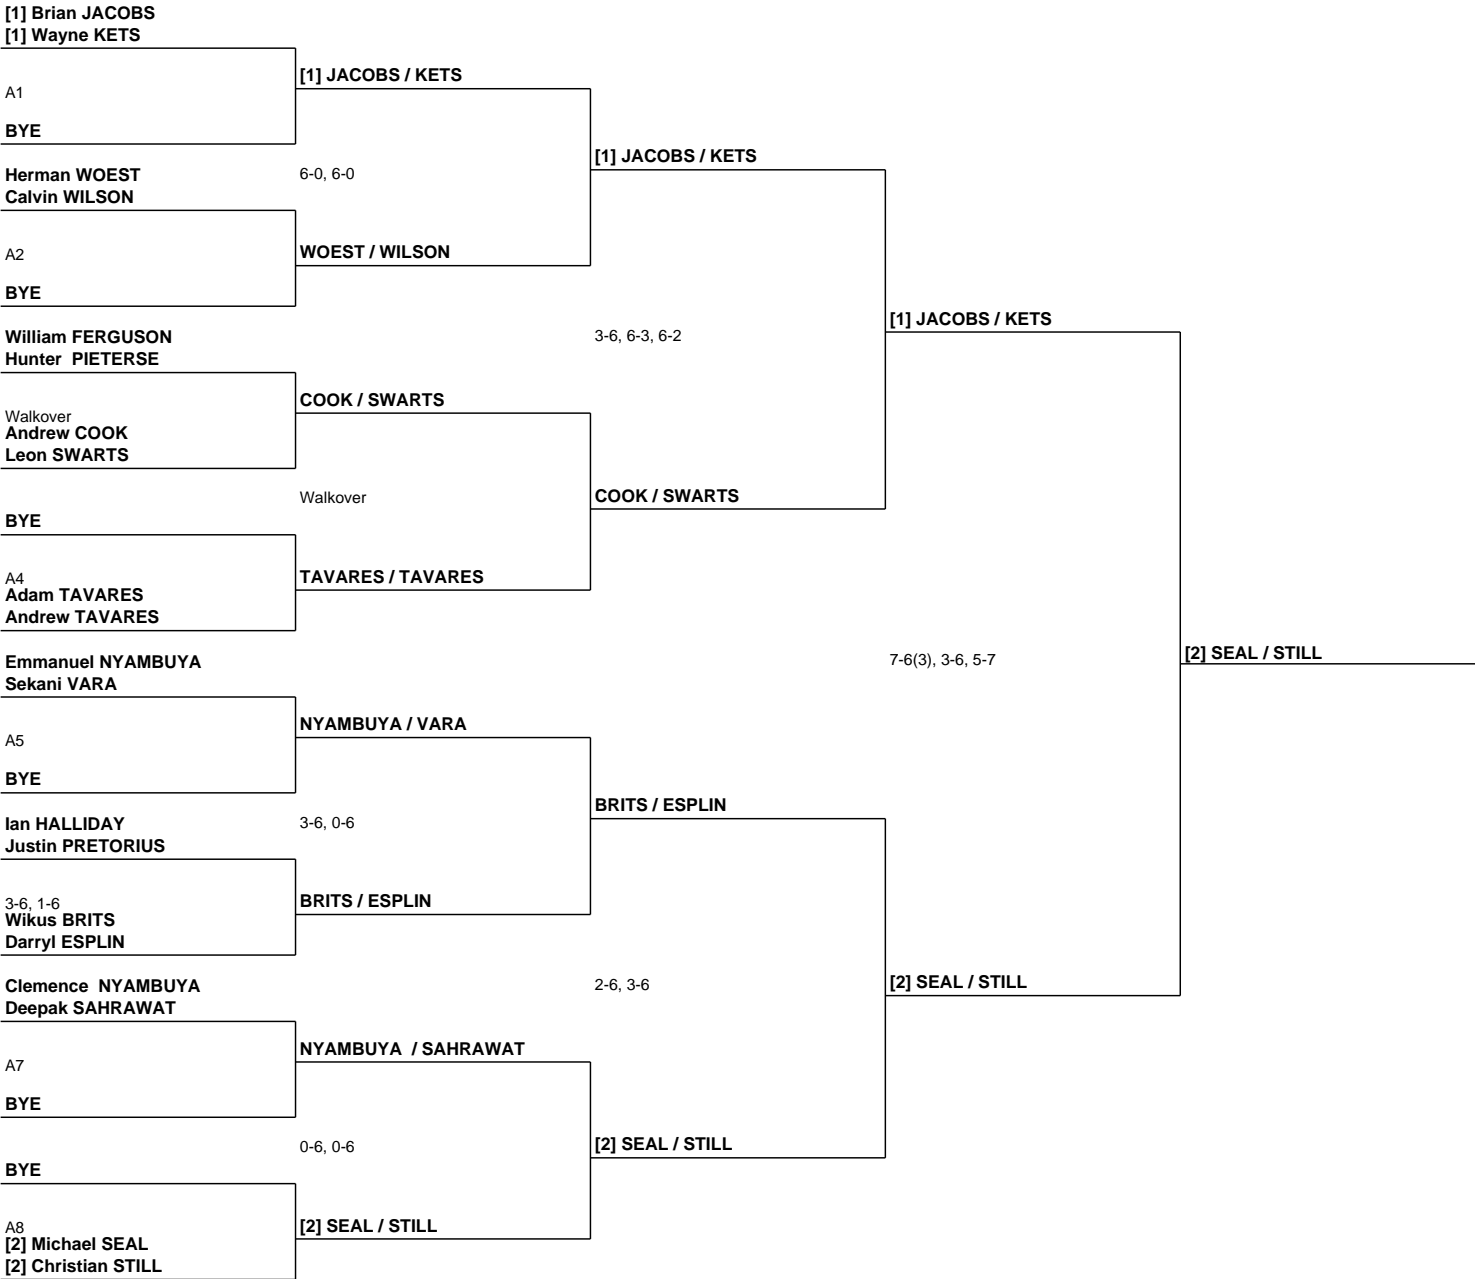 [1] Brian JACOBS
[1] Wayne KETS
[1] JACOBS / KETS
A1
BYE
[1] JACOBS / KETS
Herman WOEST
6-0, 6-0
Calvin WILSON
A2
WOEST / WILSON
BYE
[1] JACOBS / KETS
William FERGUSON
3-6, 6-3, 6-2
Hunter  PIETERSE
COOK / SWARTS
Walkover
Andrew COOK
Leon SWARTS
Walkover
COOK / SWARTS
BYE
A4
TAVARES / TAVARES
Adam TAVARES
Andrew TAVARES
Emmanuel NYAMBUYA
7-6(3), 3-6, 5-7
[2] SEAL / STILL
Sekani VARA
NYAMBUYA / VARA
A5
BYE
BRITS / ESPLIN
Ian HALLIDAY
3-6, 0-6
Justin PRETORIUS
3-6, 1-6
BRITS / ESPLIN
Wikus BRITS
Darryl ESPLIN
Clemence  NYAMBUYA
2-6, 3-6
[2] SEAL / STILL
Deepak SAHRAWAT
NYAMBUYA  / SAHRAWAT
A7
BYE
0-6, 0-6
[2] SEAL / STILL
BYE
A8
[2] SEAL / STILL
[2] Michael SEAL
[2] Christian STILL